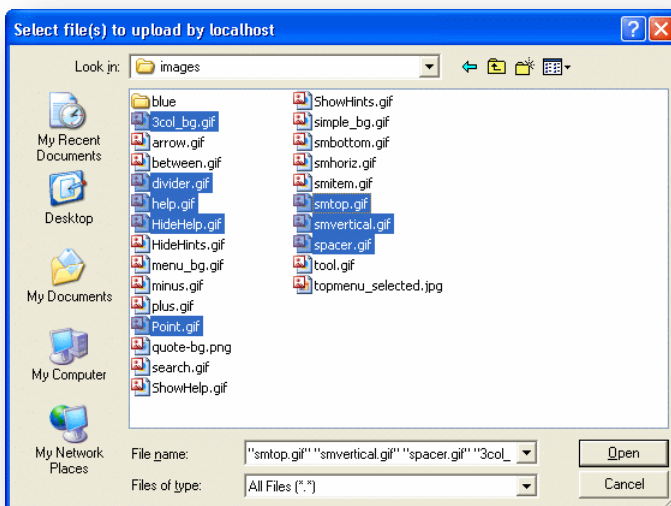 Select file(s) to upload by localhost
Look in: images
My Recent
Documents
Desktop
My Documents
My Computer
My Network
Places
blue
3col_bg.gif
arrow.gif
between.gif
divider.gif
help.gif
HideHelp.gif
HideHints.gif
menu_bg.gif
minus.gif
plus.gif
Point.gif
quote-bg.png
search.gif
ShowHelp.gif
ShowHints.gif
simple_bg.gif
smbottom.gif
smhoriz.gif
smitem.gif
smtop.gif
smvertical.gif
spacer.gif
tool.gif
topmenu_selected.jpg
File name: "smtop.gif" "smvertical.gif" "spacer.gif" "3col_
Open
Files of type: All Files (*.*)
Cancel